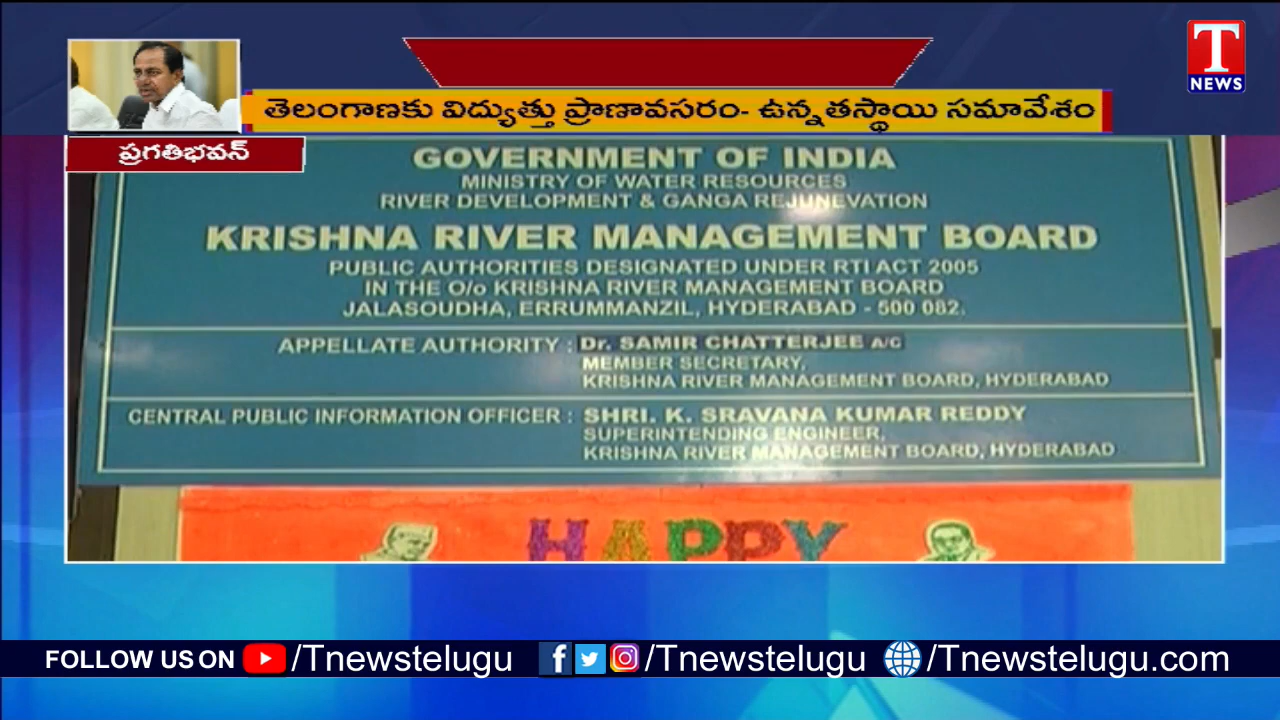 T
NEWS
తెలంగాణకు విద్యుత్తు ప్రాణావసరం- ఉన్నతస్థాయి సమావేశం
ప్రగతిభవన్
GOVERNMENT OF INDIA
MINISTRY OF WATER RESOURCES
RIVER DEVELOPMENT & GANGA REJUNEVATION
KRISHNA RIVER MANAGEMENT BOARD
PUBLIC AUTHORITIES DESIGNATED UNDER RTI ACT 2005
IN THE O/o KRISHNA RIVER MANAGEMENT BOARD
JALASOUDHA, ERRUMMANZIL, HYDERABAD - 500 082.
APPELLATE AUTHORITY : Dr. SAMIR CHATTERJEE A/C
MEMBER SECRETARY,
KRISHNA RIVER MANAGEMENT BOARD, HYDERABAD
CENTRAL PUBLIC INFORMATION OFFICER : SHRI. K. SRAVANA KUMAR REDDY
SUPERINTENDING ENGINEER,
KRISHNA RIVER MANAGEMENT BOARD, HYDERABAD
HAPPY
FOLLOW US ON /Tnewstelugu /Tnewstelugu /Tnewstelugu.com